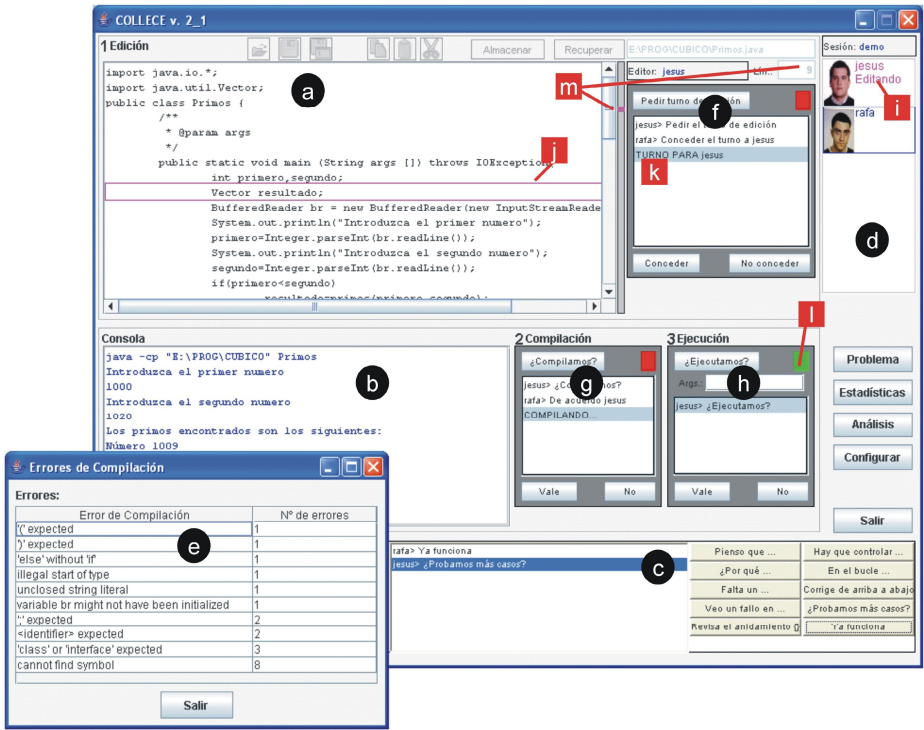 COLLECE v. 2_1
1 Edición
Almacenar
Recuperar
E:\PROG\CUBICO\Primos.java
Sesión: demo
import java.io.*;
import java.util.Vector;
public class Primos {
/**
* @param args
*/
public static void main (String args []) throws IOException
int primero,segundo;
Vector resultado;
BufferedReader br = new BufferedReader(new InputStreamReade
System.out.println("Introduzca el primer numero");
primero=Integer.parseInt(br.readLine());
System.out.println("Introduzca el segundo numero");
segundo=Integer.parseInt(br.readLine());
if(primero<segundo)
resultado=primos(primero,segundo);
a
m
j
Editor: jesus
Lín.: 9
Pedir turno de edición
f
jesus> Pedir el turno de edición
rafa> Conceder el turno a jesus
TURNO PARA jesus
k
Conceder
No conceder
jesus
Editando
i
rafa
d
Consola
java -cp "E:\PROG\CUBICO" Primos
Introduzca el primer numero
1000
Introduzca el segundo numero
1020
Los primos encontrados son los siguientes:
Número 1009
b
2 Compilación
¿Compilamos?
jesus> ¿Compilamos?
rafa> De acuerdo jesus
COMPILANDO...
g
Vale
No
3 Ejecución
l
¿Ejecutamos?
Args.:
h
jesus> ¿Ejecutamos?
Vale
No
Problema
Estadísticas
Análisis
Configurar
Salir
Errores de Compilación
Errores:
Error de Compilación Nº de errores
'(' expected 1
')' expected 1
'else' without 'if' 1
illegal start of type 1
unclosed string literal 1
variable br might not have been initialized 1
';' expected 2
<identifier> expected 2
'class' or 'interface' expected 3
cannot find symbol 8
e
Salir
rafa> Ya funciona
jesus> ¿Probamos más casos?
c
Pienso que ... Hay que controlar ...
¿Por qué ... En el bucle ...
Falta un ... Corrige de arriba a abajo
Veo un fallo en ... ¿Probamos más casos?
Revisa el anidamiento {} Ya funciona